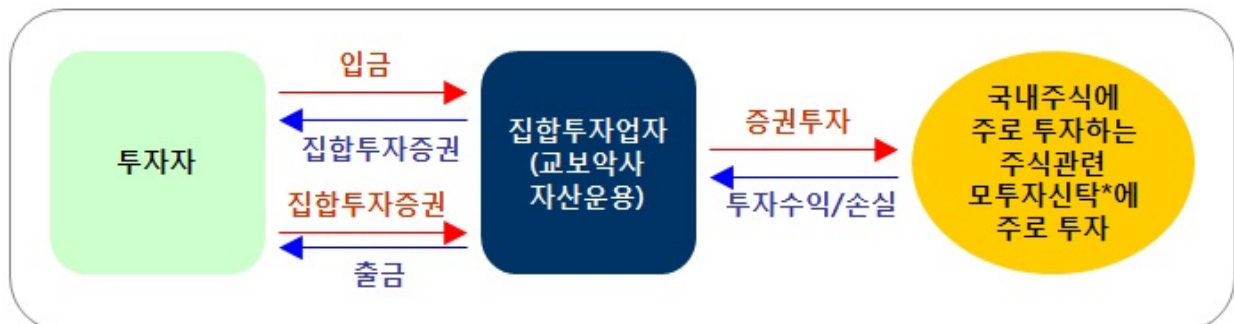 투자자
입금
집합투자증권
집합투자증권
출금
집합투자업자
(교보악사
자산운용)
증권투자
투자수익/손실
국내주식에
주로 투자하는
주식관련
모투자신탁*에
주로 투자